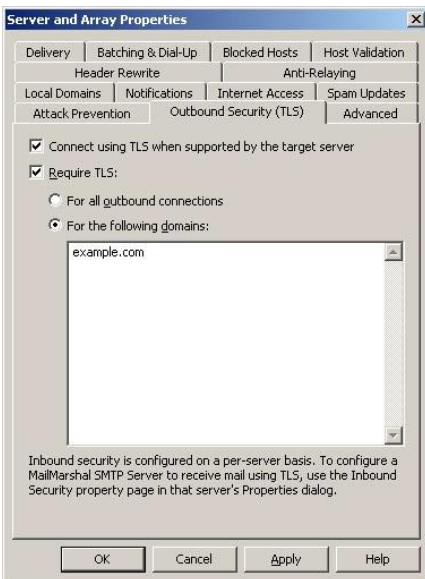 Server and Array Properties
Delivery Batching & Dial-Up Blocked Hosts Host Validation
Header Rewrite Anti-Relaying
Local Domains Notifications Internet Access Spam Updates
Attack Prevention Outbound Security (TLS) Advanced
Connect using TLS when supported by the target server
Require TLS:
For all outbound connections
For the following domains:
example.com
Inbound security is configured on a per-server basis. To configure a
MailMarshal SMTP Server to receive mail using TLS, use the Inbound
Security property page in that server's Properties dialog.
OK Cancel Apply Help